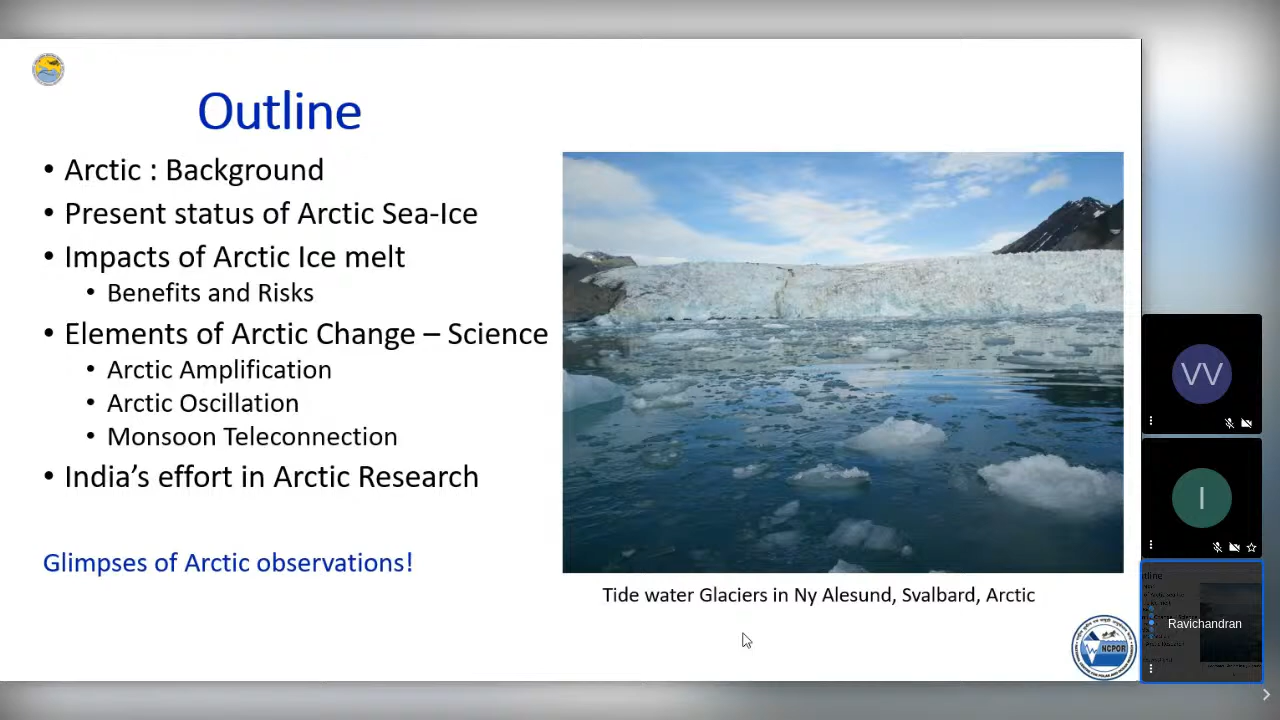 Outline
• Arctic : Background
• Present status of Arctic Sea-Ice
• Impacts of Arctic Ice melt
• Benefits and Risks
• Elements of Arctic Change – Science
• Arctic Amplification
• Arctic Oscillation
• Monsoon Teleconnection
• India's effort in Arctic Research
Glimpses of Arctic observations!
Tide water Glaciers in Ny Alesund, Svalbard, Arctic
NCPOR
VV
I
Ravichandran